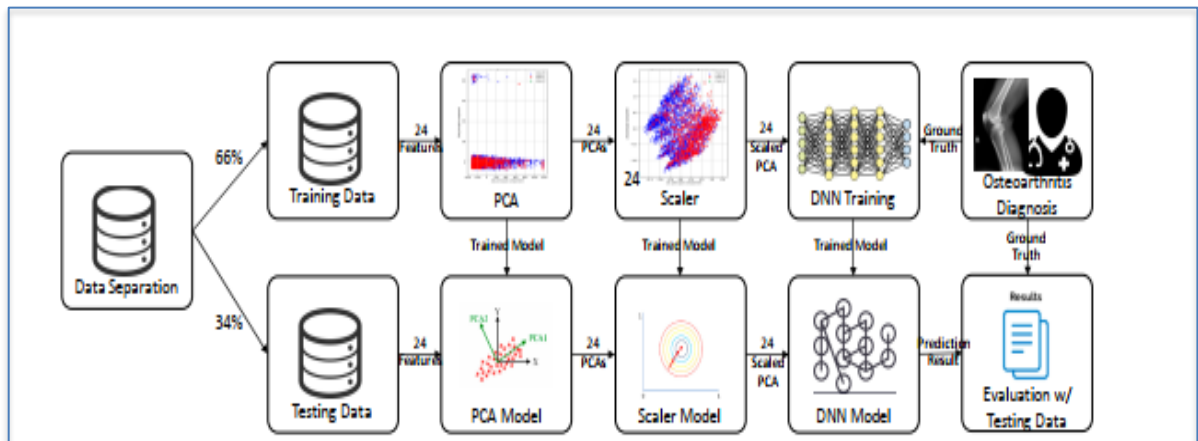 66%
34%
Data Separation
Training Data
24
Features
PCA
24
PCAs
24
Scaler
24
Scaled
PCA
DNN Training
Ground
Truth
Osteoarthritis
Diagnosis
Trained Model
Trained Model
Trained Model
Ground
Truth
Testing Data
24
Features
PCA2
Y
PCA1
X
PCA Model
24
PCAs
Scaler Model
24
Scaled
PCA
DNN Model
Prediction
Result
Results
Evaluation w/
Testing Data